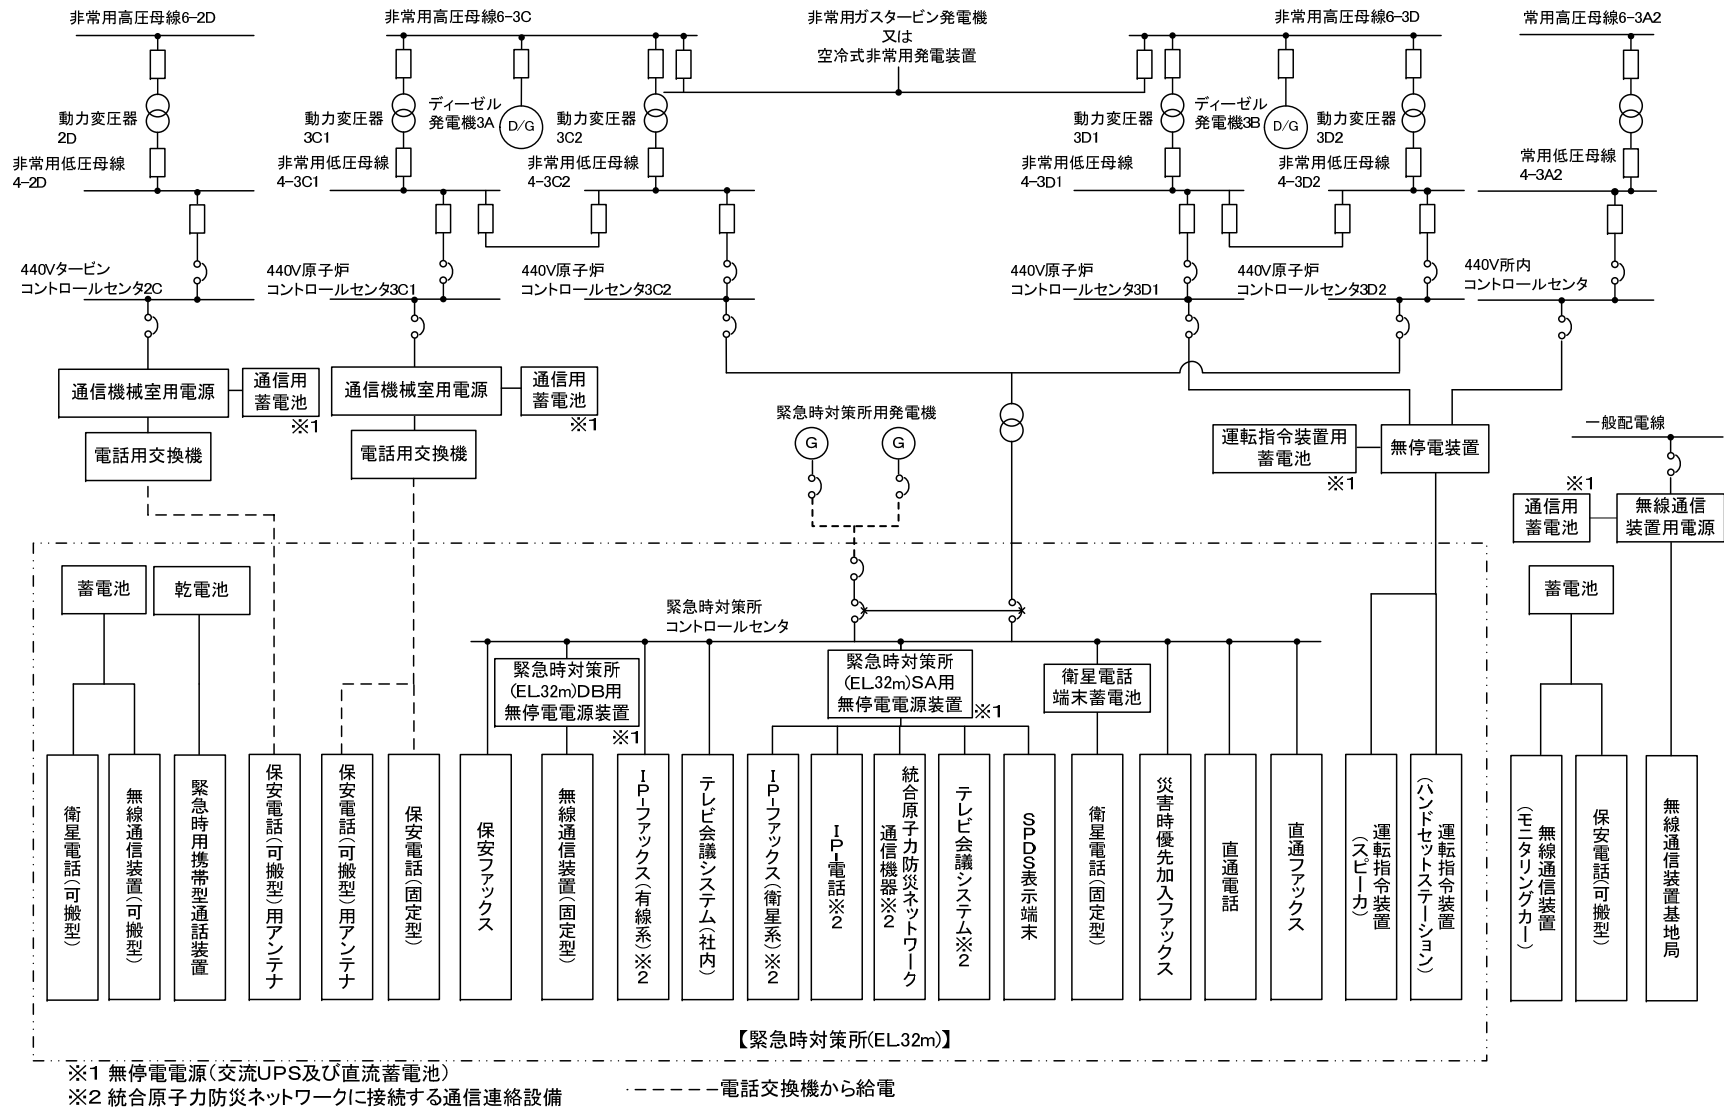 非常用高圧母線6-2D
非常用高圧母線6-3C
非常用ガスタービン発電機
又は
空冷式非常用発電装置
非常用高圧母線6-3D
常用高圧母線6-3A2
動力変圧器
2D
動力変圧器
3C1
ディーゼル
発電機3A
D/G
動力変圧器
3C2
動力変圧器
3D1
ディーゼル
発電機3B
D/G
動力変圧器
3D2
非常用低圧母線
4-2D
非常用低圧母線
4-3C1
非常用低圧母線
4-3C2
非常用低圧母線
4-3D1
非常用低圧母線
4-3D2
常用低圧母線
4-3A2
440Vタービン
コントロールセンタ2C
440V原子炉
コントロールセンタ3C1
440V原子炉
コントロールセンタ3C2
440V原子炉
コントロールセンタ3D1
440V原子炉
コントロールセンタ3D2
440V所内
コントロールセンタ
通信機械室用電源
通信用
蓄電池
※1
通信機械室用電源
通信用
蓄電池
※1
電話用交換機
電話用交換機
緊急時対策所用発電機
G
G
運転指令装置用
蓄電池
※1
無停電装置
一般配電線
※1
通信用
蓄電池
無線通信
装置用電源
蓄電池
乾電池
蓄電池
緊急時対策所
コントロールセンタ
緊急時対策所
(EL.32m)DB用
無停電電源装置
※1
緊急時対策所
(EL.32m)SA用
無停電電源装置
※1
衛星電話
端末蓄電池
衛星電話(可搬型)
無線通信装置(可搬型)
緊急時用携帯型通話装置
保安電話(可搬型)用アンテナ
保安電話(可搬型)用アンテナ
保安電話(固定型)
保安ファックス
無線通信装置(固定型)
IP-ファックス(有線系)※2
テレビ会議システム(社内)
IP-ファックス(衛星系)※2
IP-電話※2
統合原子力防災ネットワーク
通信機器※2
テレビ会議システム※2
SPDS表示端末
衛星電話(固定型)
災害時優先加入ファックス
直通電話
直通ファックス
運転指令装置
(スピーカ)
運転指令装置
(ハンドセットステーション)
無線通信装置
(モニタリングカー)
保安電話(可搬型)
無線通信装置基地局
【緊急時対策所(EL.32m)】
※1 無停電電源(交流UPS及び直流蓄電池)
※2 統合原子力防災ネットワークに接続する通信連絡設備
電話交換機から給電